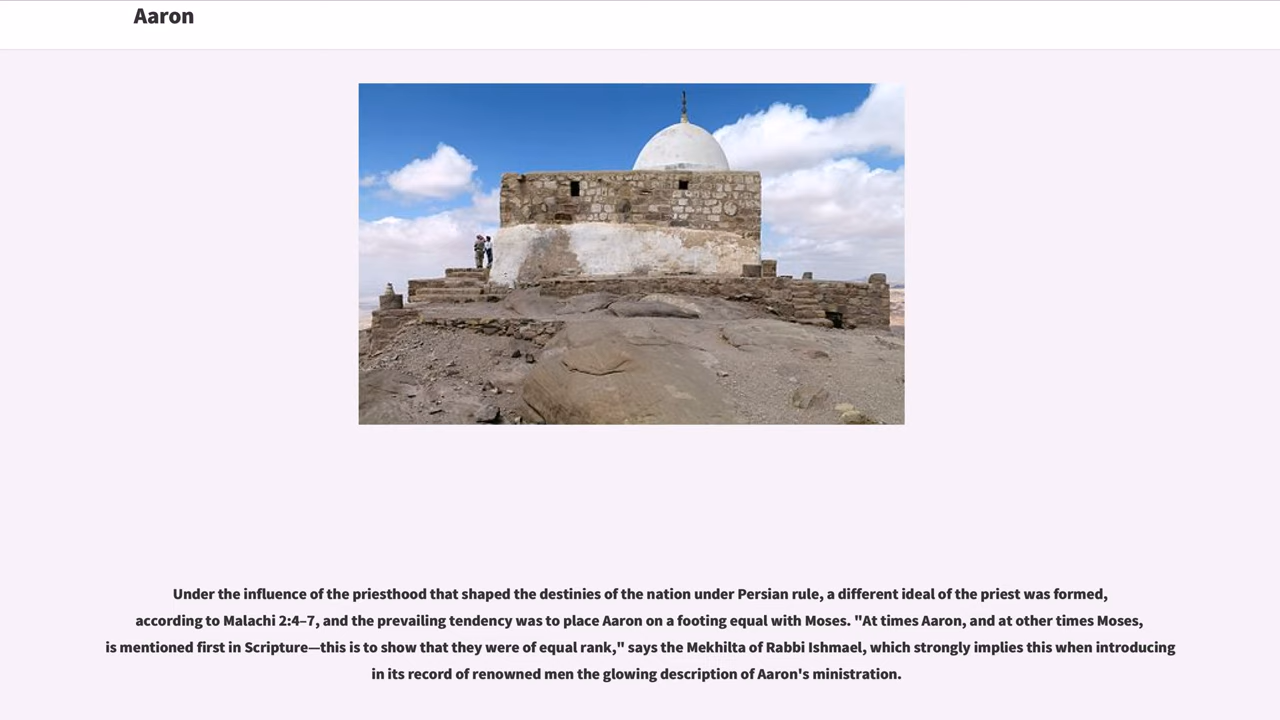 Aaron
Under the influence of the priesthood that shaped the destinies of the nation under Persian rule, a different ideal of the priest was formed,
according to Malachi 2:4–7, and the prevailing tendency was to place Aaron on a footing equal with Moses. "At times Aaron, and at other times Moses,
is mentioned first in Scripture—this is to show that they were of equal rank," says the Mekhilta of Rabbi Ishmael, which strongly implies this when introducing
in its record of renowned men the glowing description of Aaron's ministration.